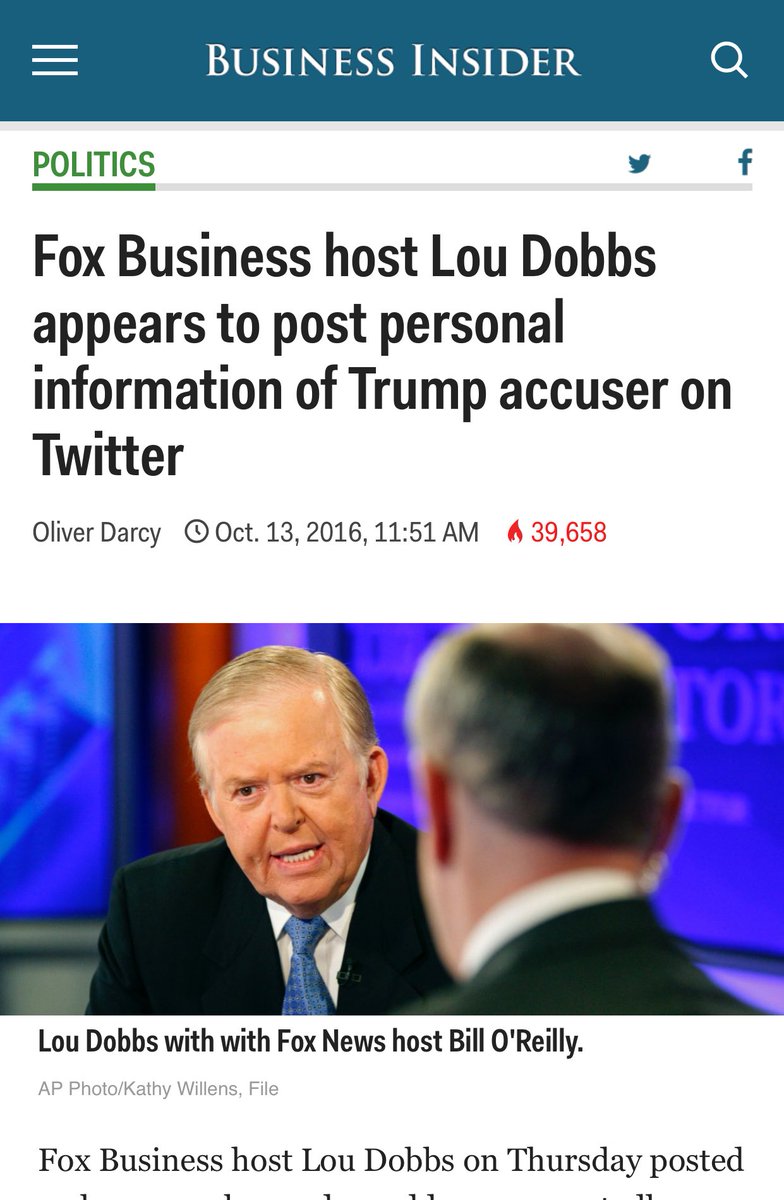 BUSINESS INSIDER
POLITICS
Fox Business host Lou Dobbs
appears to post personal
information of Trump accuser on
Twitter
Oliver Darcy Oct. 13, 2016, 11:51 AM 39,658
Lou Dobbs with with Fox News host Bill O'Reilly.
AP Photo/Kathy Willens, File
Fox Business host Lou Dobbs on Thursday posted